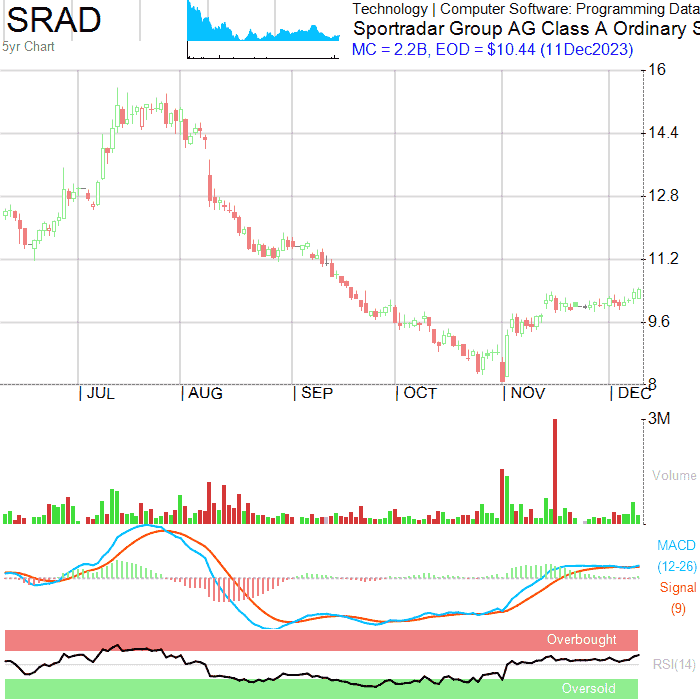 SRAD
5yr Chart
Technology | Computer Software: Programming Data
Sportradar Group AG Class A Ordinary S
MC = 2.2B, EOD = $10.44 (11Dec2023)
16
14.4
12.8
11.2
9.6
8
JUL AUG SEP OCT NOV DEC
3M
Volume
MACD
(12-26)
Signal
(9)
Overbought
RSI(14)
Oversold